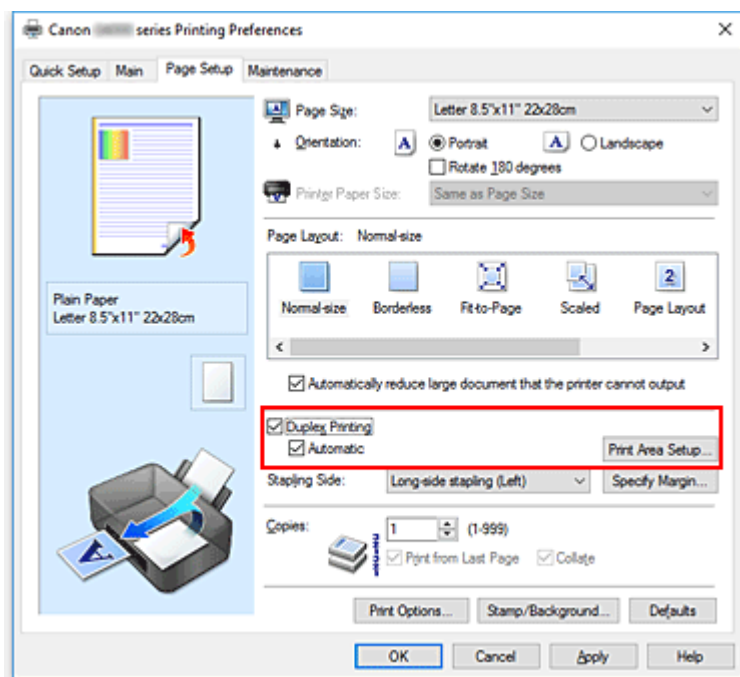 Canon series Printing Preferences
Quick Setup Main Page Setup Maintenance
Page Size: Letter 8.5"x11" 22x28cm
Orientation: A Portrait A Landscape
Rotate 180 degrees
Printer Paper Size: Same as Page Size
Page Layout: Normal-size
Normal-size Borderless Fit-to-Page Scaled Page Layout
2
Plain Paper
Letter 8.5"x11" 22x28cm
Automatically reduce large document that the printer cannot output
Duplex Printing
Automatic Print Area Setup...
Stapling Side: Long-side stapling (Left) Specify Margin...
Copies: 1 (1-999)
Print from Last Page Collate
A
Print Options... Stamp/Background... Defaults
OK Cancel Apply Help